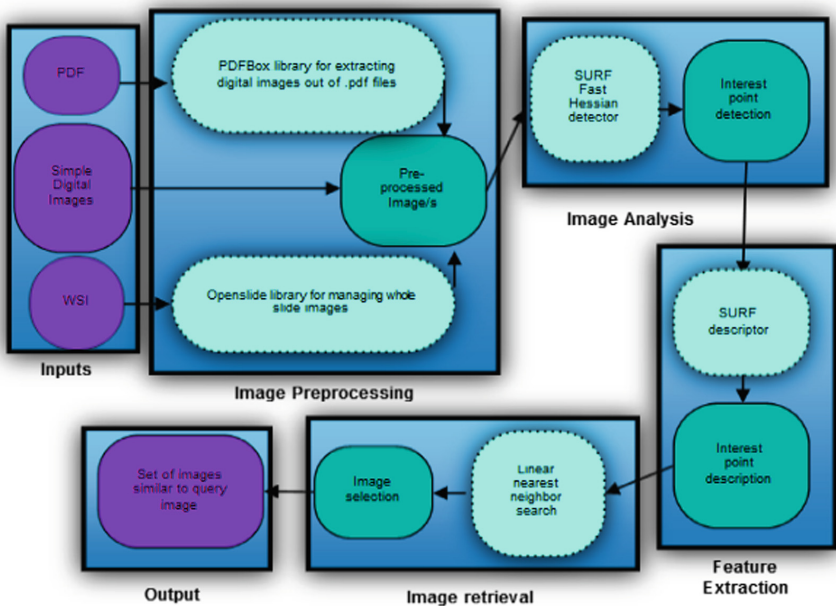 PDF
Simple
Digital
Images
WSI
Inputs
PDFBox library for extracting
digital images out of .pdf files
Pre-
processed
Image/s
Openslide library for managing whole
slide images
Image Preprocessing
SURF
Fast
Hessian
detector
Interest
point
detection
Image Analysis
SURF
descriptor
Interest
point
description
Feature
Extraction
Linear
nearest
neighbor
search
Image
selection
Image retrieval
Set of images
similar to query
image
Output